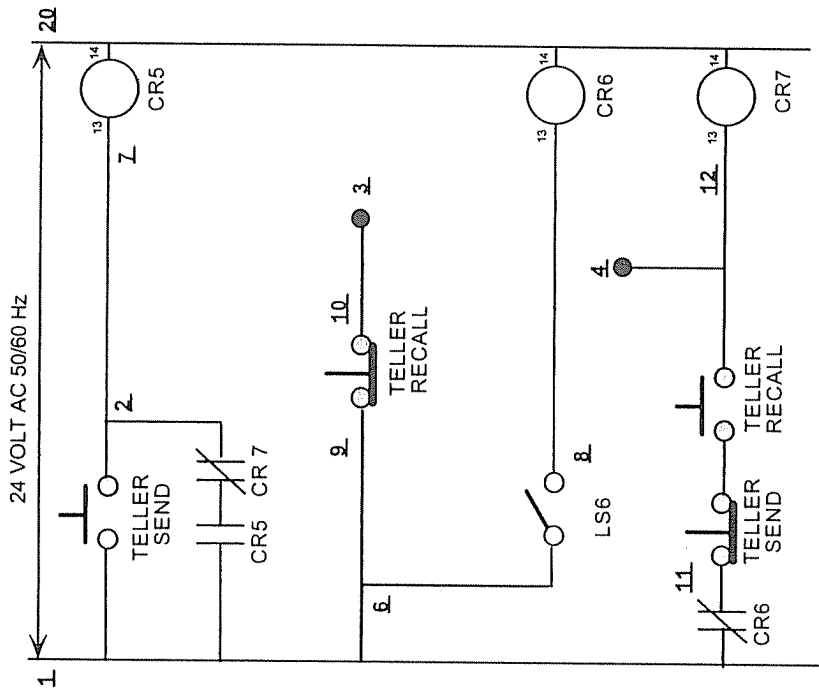 24 VOLT AC 50/60 Hz
1
20
TELLER
SEND
2
7
13
14
CR5
CR5
CR 7
9
TELLER
RECALL
10
3
6
LS6
8
13
14
CR6
CR6
11
TELLER
SEND
TELLER
RECALL
4
12
13
14
CR7